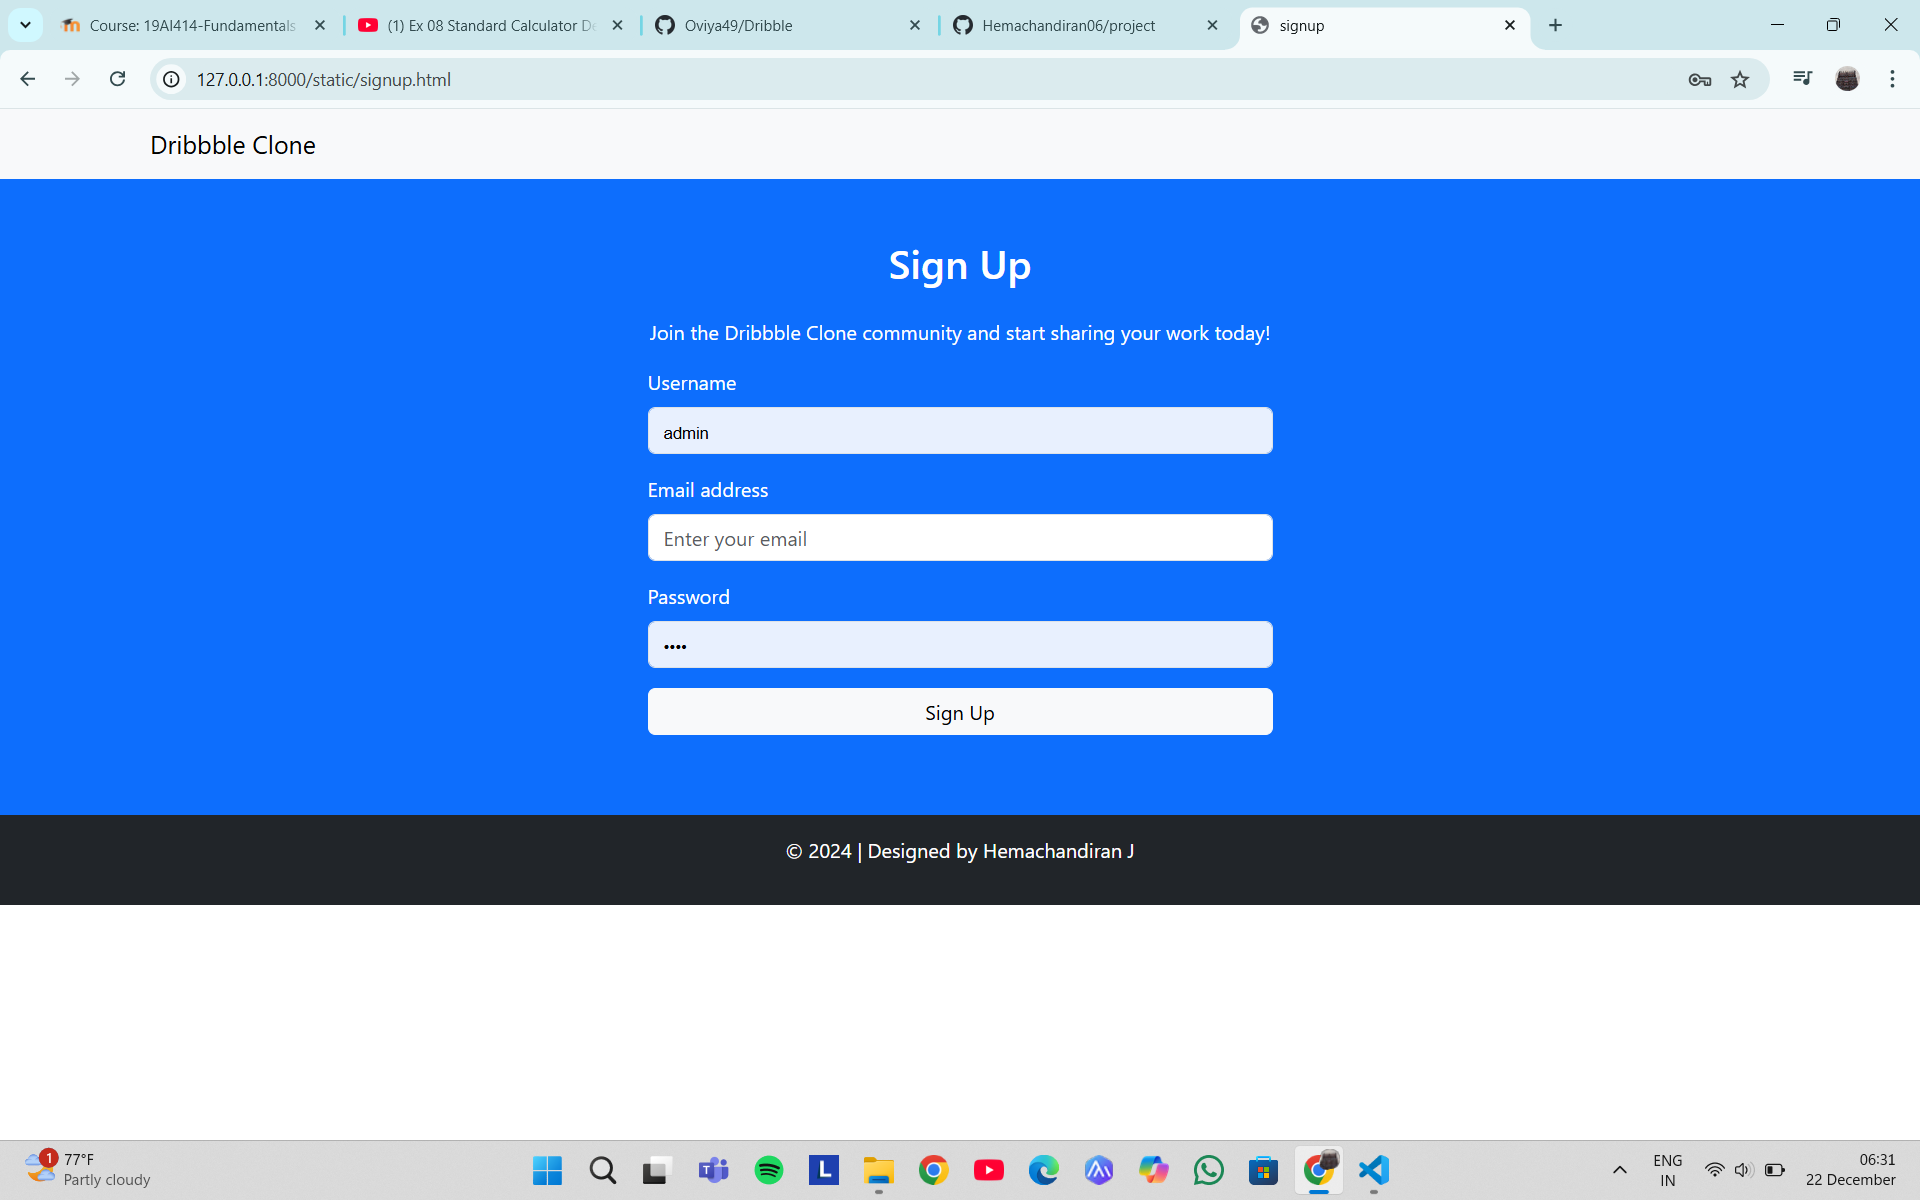 Course: 19AI414-Fundamentals
(1) Ex 08 Standard Calculator De
Oviya49/Dribble
Hemachandiran06/project
signup
127.0.0.1:8000/static/signup.html
Dribbble Clone
Sign Up
Join the Dribbble Clone community and start sharing your work today!
Username
admin
Email address
Enter your email
Password
••••
Sign Up
© 2024 | Designed by Hemachandiran J
1
77°F
Partly cloudy
L
T
ENG
IN
06:31
22 December